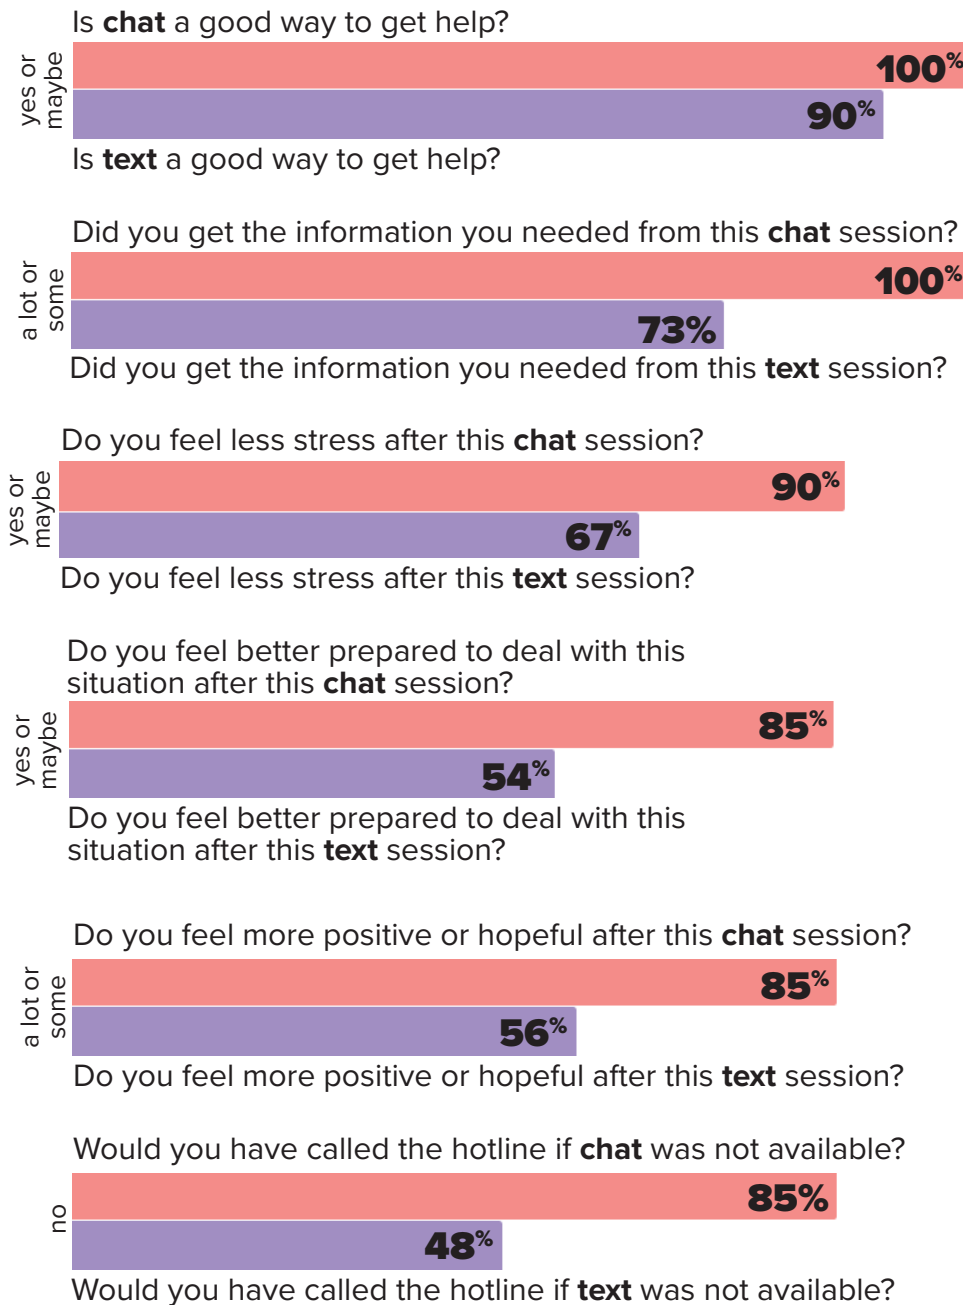 Is chat a good way to get help?
yes or
maybe
100%
90%
Is text a good way to get help?
Did you get the information you needed from this chat session?
a lot or
some
100%
73%
Did you get the information you needed from this text session?
Do you feel less stress after this chat session?
yes or
maybe
90%
67%
Do you feel less stress after this text session?
Do you feel better prepared to deal with this
situation after this chat session?
yes or
maybe
85%
54%
Do you feel better prepared to deal with this
situation after this text session?
Do you feel more positive or hopeful after this chat session?
a lot or
some
85%
56%
Do you feel more positive or hopeful after this text session?
Would you have called the hotline if chat was not available?
no
85%
48%
Would you have called the hotline if text was not available?